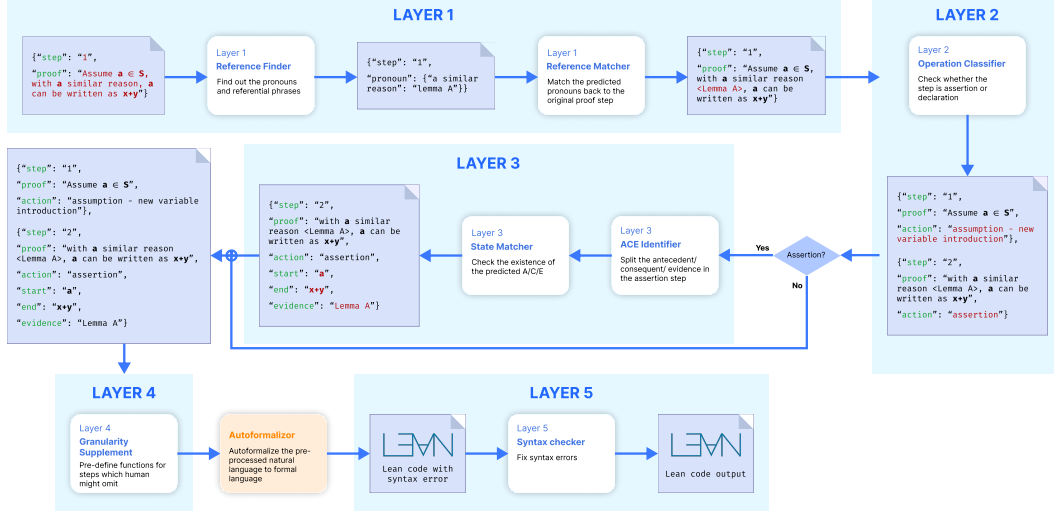 LAYER 1
{“step”: “1”,
“proof”: “Assume a ∈ S,
with a similar reason, a
can be written as x+y”}
Layer 1
Reference Finder
Find out the pronouns
and referential phrases
{“step”: “1”,
“pronoun”: {“a similar
reason”: “lemma A”}}
Layer 1
Reference Matcher
Match the predicted
pronouns back to the
original proof step
{“step”: “1”,
“proof”: “Assume a ∈ S,
with a similar reason
<Lemma A>, a can be
written as x+y”}
LAYER 2
Layer 2
Operation Classifier
Check whether the
step is assertion or
declaration
{“step”: “1”,
“proof”: “Assume a ∈ S”,
“action”: “assumption - new
variable introduction”},
{“step”: “2”,
“proof”: “with a similar
reason <Lemma A>, a can be
written as x+y”,
“action”: “assertion”}
Assertion?
Yes
No
LAYER 3
Layer 3
ACE Identifier
Split the antecedent/
consequent/ evidence in
the assertion step
Layer 3
State Matcher
Check the existence of
the predicted A/C/E
{“step”: “2”,
“proof”: “with a similar
reason <Lemma A>, a can be
written as x+y”,
“action”: “assertion”,
“start”: “a”,
“end”: “x+y”,
“evidence”: “Lemma A”}
{“step”: “1”,
“proof”: “Assume a ∈ S”,
“action”: “assumption - new variable
introduction”},
{“step”: “2”,
“proof”: “with a similar reason
<Lemma A>, a can be written as x+y”,
“action”: “assertion”,
“start”: “a”,
“end”: “x+y”,
“evidence”: “Lemma A”}
LAYER 4
Layer 4
Granularity
Supplement
Pre-define functions for
steps which human
might omit
Autoformalizor
Autoformalize the pre-
processed natural
language to formal
language
LAYER 5
LEAN
Lean code with
syntax error
Layer 5
Syntax checker
Fix syntax errors
LEAN
Lean code output